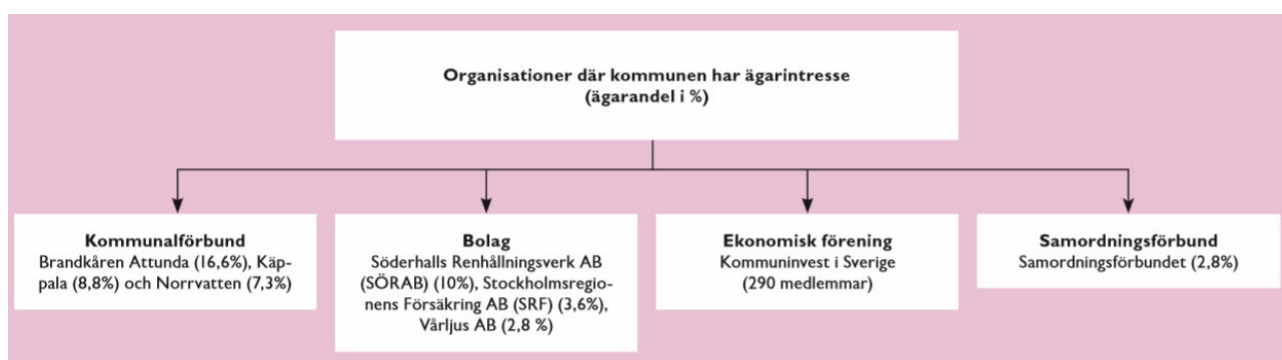 Organisationer där kommunen har ägarintresse
(ägarandel i %)
Kommunalförbund
Brandkåren Attunda (16,6%), Käp-
pala (8,8%) och Norrvatten (7,3%)
Bolag
Söderhalls Renhållningsverk AB
(SÖRAB) (10%), Stockholmsregio-
nens Försäkring AB (SRF) (3,6%),
Vårljus AB (2,8 %)
Ekonomisk förening
Kommuninvest i Sverige
(290 medlemmar)
Samordningsförbund
Samordningsförbundet (2,8%)